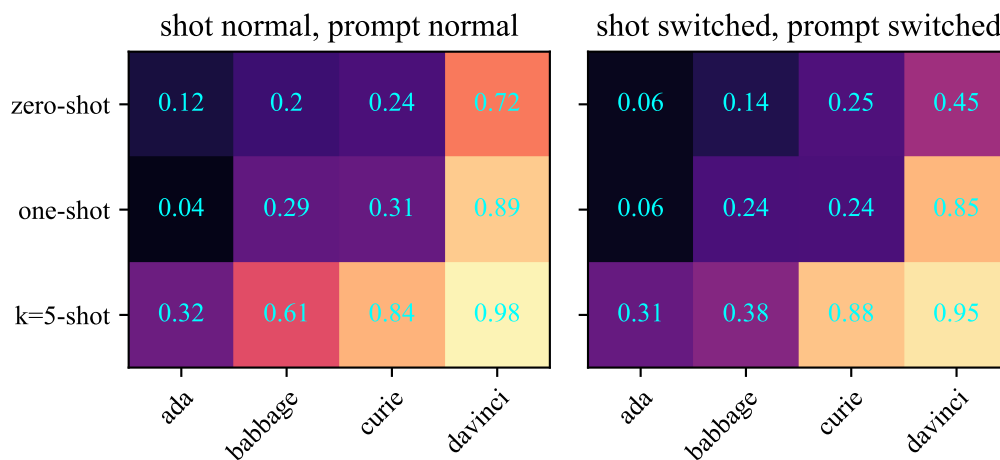 shot normal, prompt normal
shot switched, prompt switched
zero-shot 0.12 0.2 0.24 0.72 0.06 0.14 0.25 0.45
one-shot 0.04 0.29 0.31 0.89 0.06 0.24 0.24 0.85
k=5-shot 0.32 0.61 0.84 0.98 0.31 0.38 0.88 0.95
ada babbage curie davinci ada babbage curie davinci